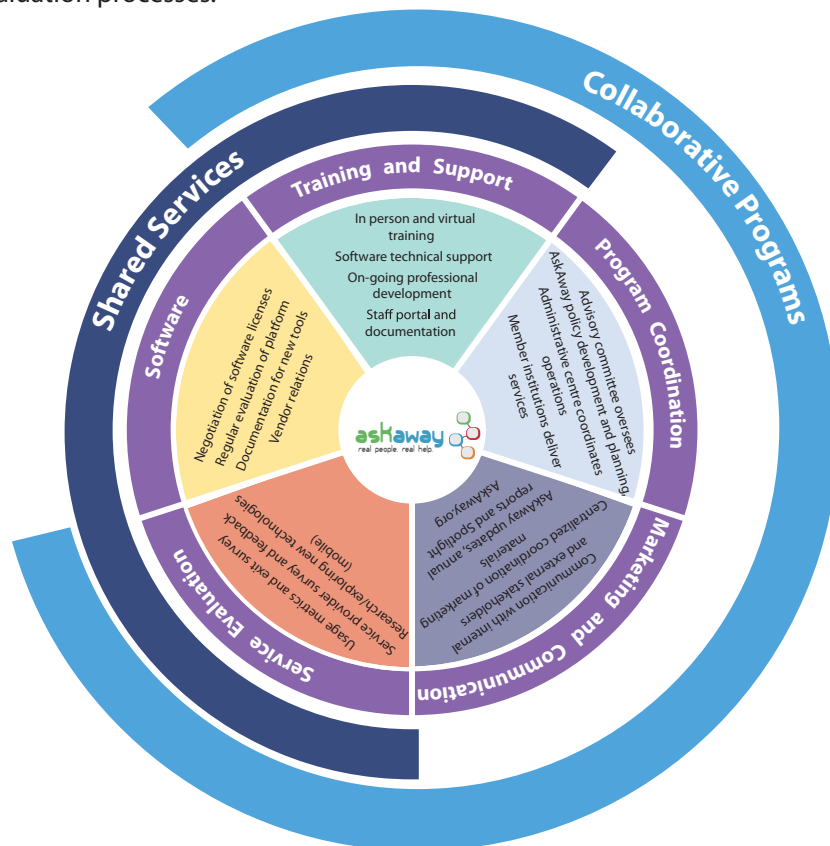 aluation processes.
Collaborative Programs
Shared Services
Training and Support
In person and virtual
training
Software technical support
On-going professional
development
Staff portal and
documentation
Program Coordination
Advisory committee oversees
AskAway policy development and planning,
Administrative centre coordinates
operations
Member institutions deliver
services
Marketing and Communication
Communication with internal
and external stakeholders
Centralized coordination of marketing
materials
AskAway updates, annual
reports and Spotlight
AskAway.org
Service Evaluation
Usage metrics and exit survey
Service provider survey and feedback
Research/exploring new technologies
(mobile)
Software
Negotiation of software licenses
Regular evaluation of platform
Documentation for new tools
Vendor relations
askaway
real people. real help.